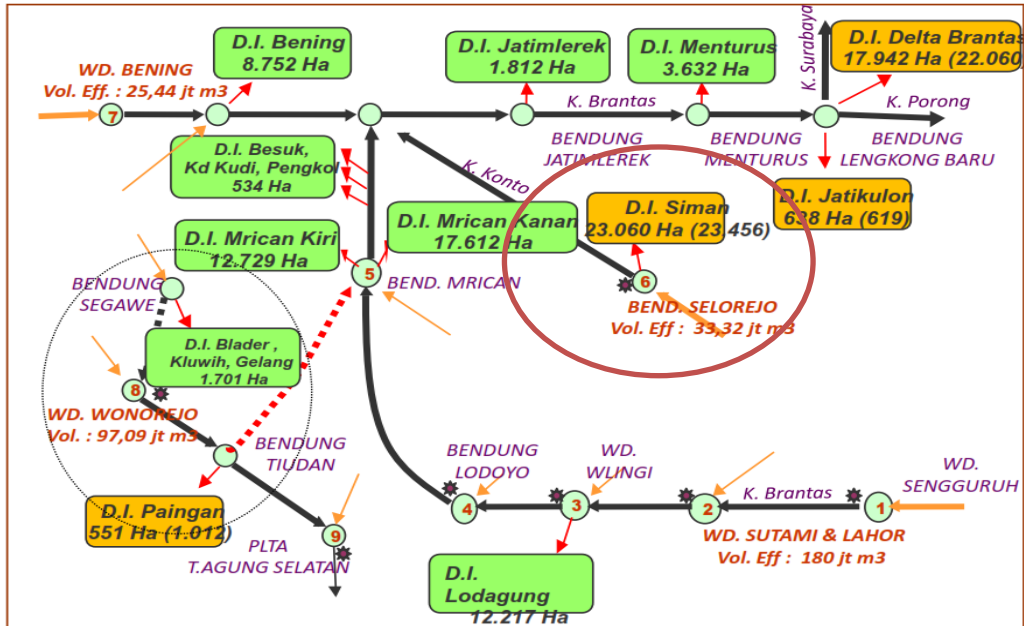 D.I. Bening
8.752 Ha
WD. BENING
Vol. Eff. : 25,44 jt m3
7
D.I. Jatimlerek
1.812 Ha
D.I. Menturus
3.632 Ha
K. Surabaya
D.I. Delta Brantas
17.942 Ha (22.060)
K. Brantas
K. Porong
BENDUNG
JATIMLEREK
BENDUNG
MENTURUS
BENDUNG
LENGKONG BARU
D.I. Besuk,
Kd Kudi, Pengkol
534 Ha
K. Konto
D.I. Jatikulon
638 Ha (619)
D.I. Siman
23.060 Ha (23.456)
D.I. Mrican Kanan
17.612 Ha
D.I. Mrican Kiri
12.729 Ha
5
BEND. MRICAN
6
BEND. SELOREJO
Vol. Eff : 33,32 jt m3
BENDUNG
SEGAWE
D.I. Blader ,
Kluwih, Gelang
1.701 Ha
8
WD. WONOREJO
Vol. : 97,09 jt m3
BENDUNG
TIUDAN
D.I. Paingan
551 Ha (1.012)
9
PLTA
T.AGUNG SELATAN
BENDUNG
LODOYO
4
WD.
WLINGI
3
2
K. Brantas
1
WD.
SENGGURUH
WD. SUTAMI & LAHOR
Vol. Eff : 180 jt m3
D.I.
Lodagung
12.217 Ha